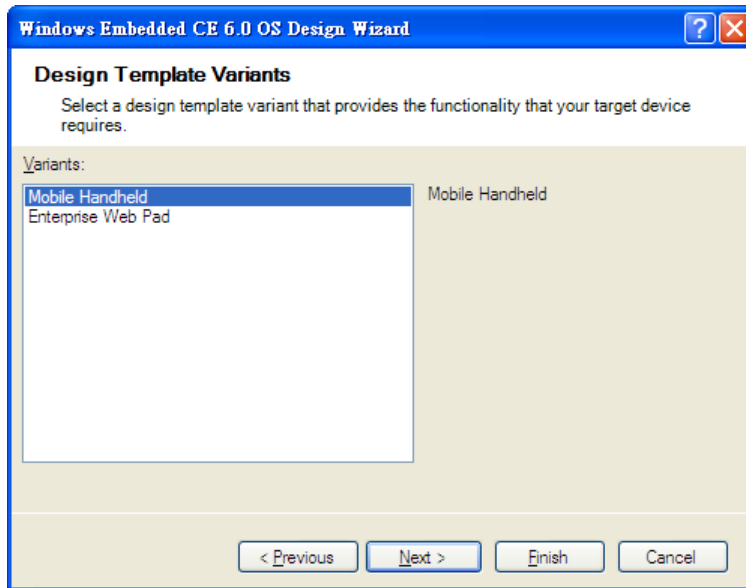 Windows Embedded CE 6.0 OS Design Wizard
Design Template Variants
Select a design template variant that provides the functionality that your target device
requires.
Variants:
Mobile Handheld
Enterprise Web Pad
Mobile Handheld
< Previous
Next >
Finish
Cancel